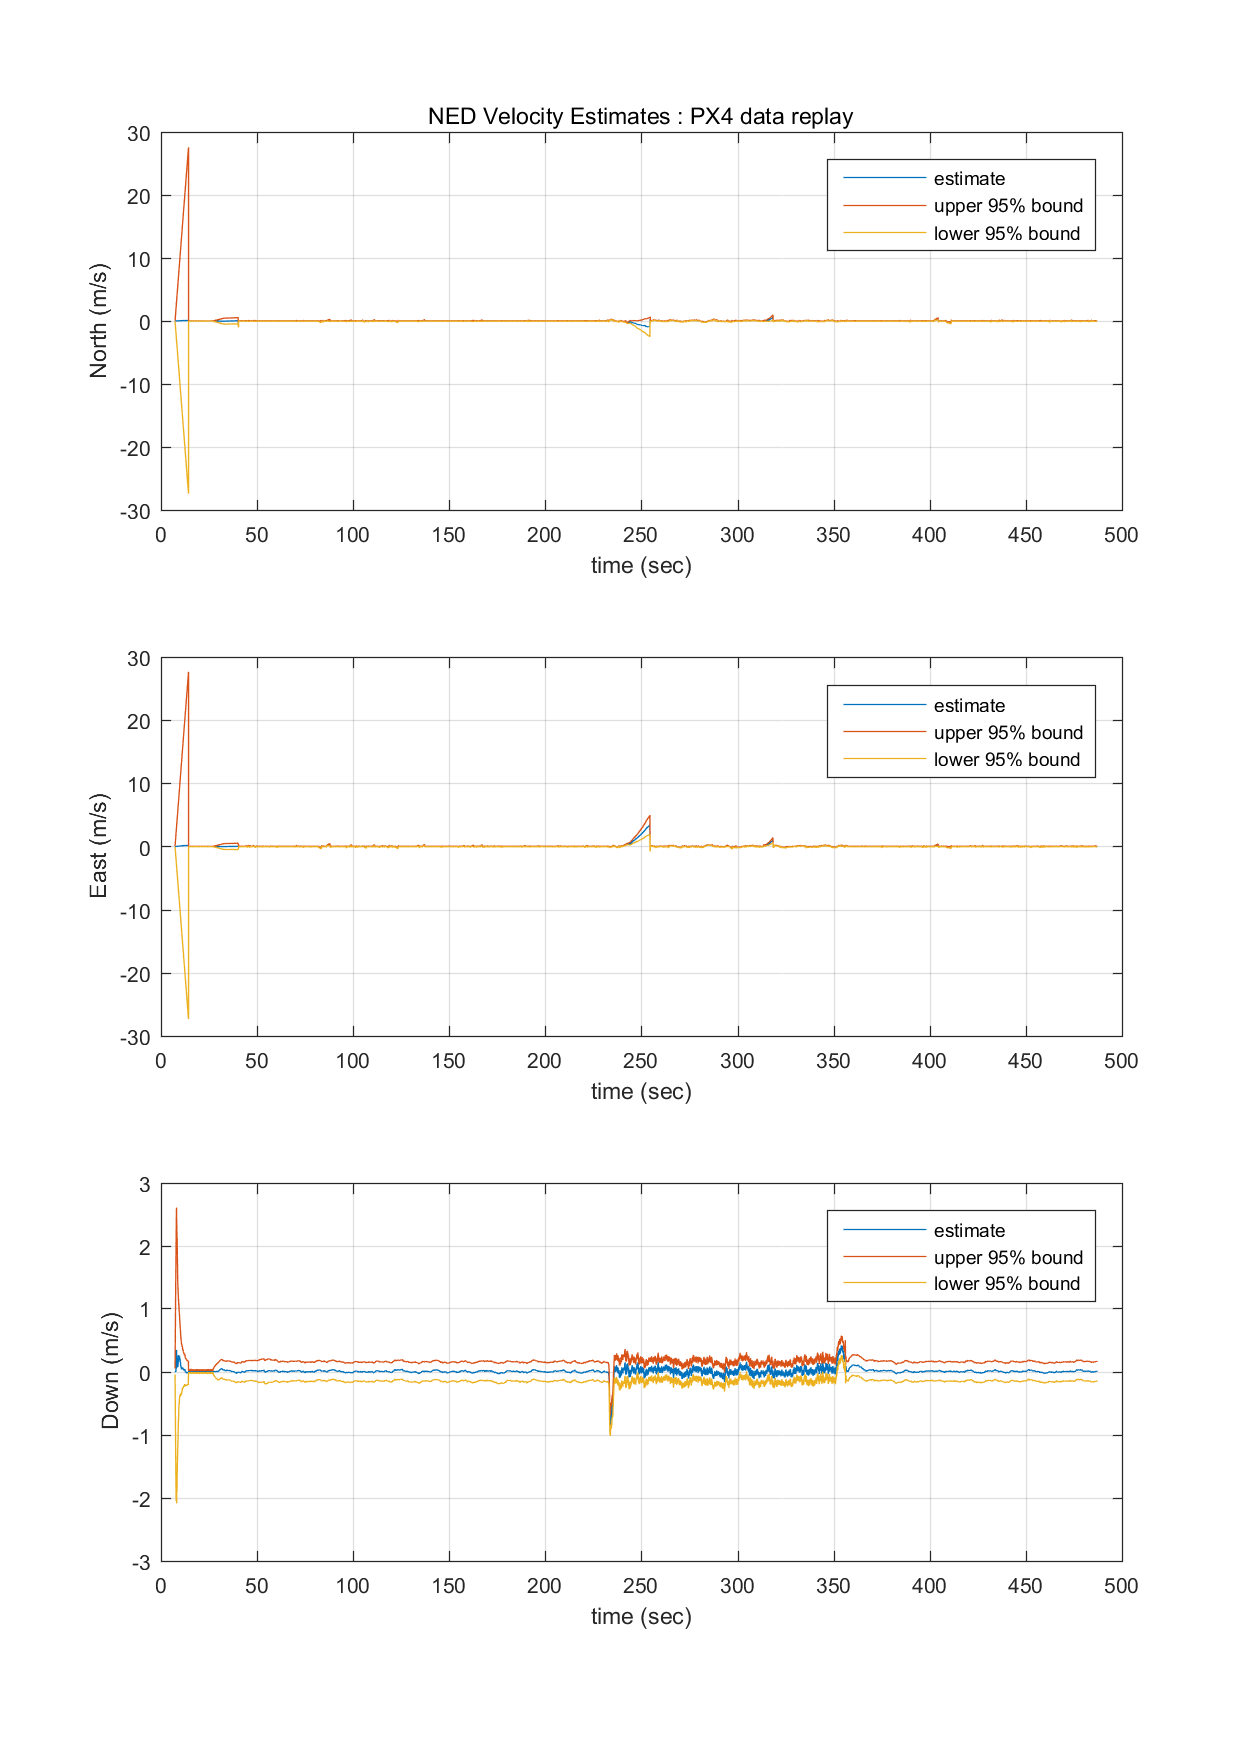 NED Velocity Estimates : PX4 data replay
30
20
10
0
-10
-20
-30
North (m/s)
estimate
upper 95% bound
lower 95% bound
0 50 100 150 200 250 300 350 400 450 500
time (sec)
30
20
10
0
-10
-20
-30
East (m/s)
estimate
upper 95% bound
lower 95% bound
0 50 100 150 200 250 300 350 400 450 500
time (sec)
3
2
1
0
-1
-2
-3
Down (m/s)
estimate
upper 95% bound
lower 95% bound
0 50 100 150 200 250 300 350 400 450 500
time (sec)